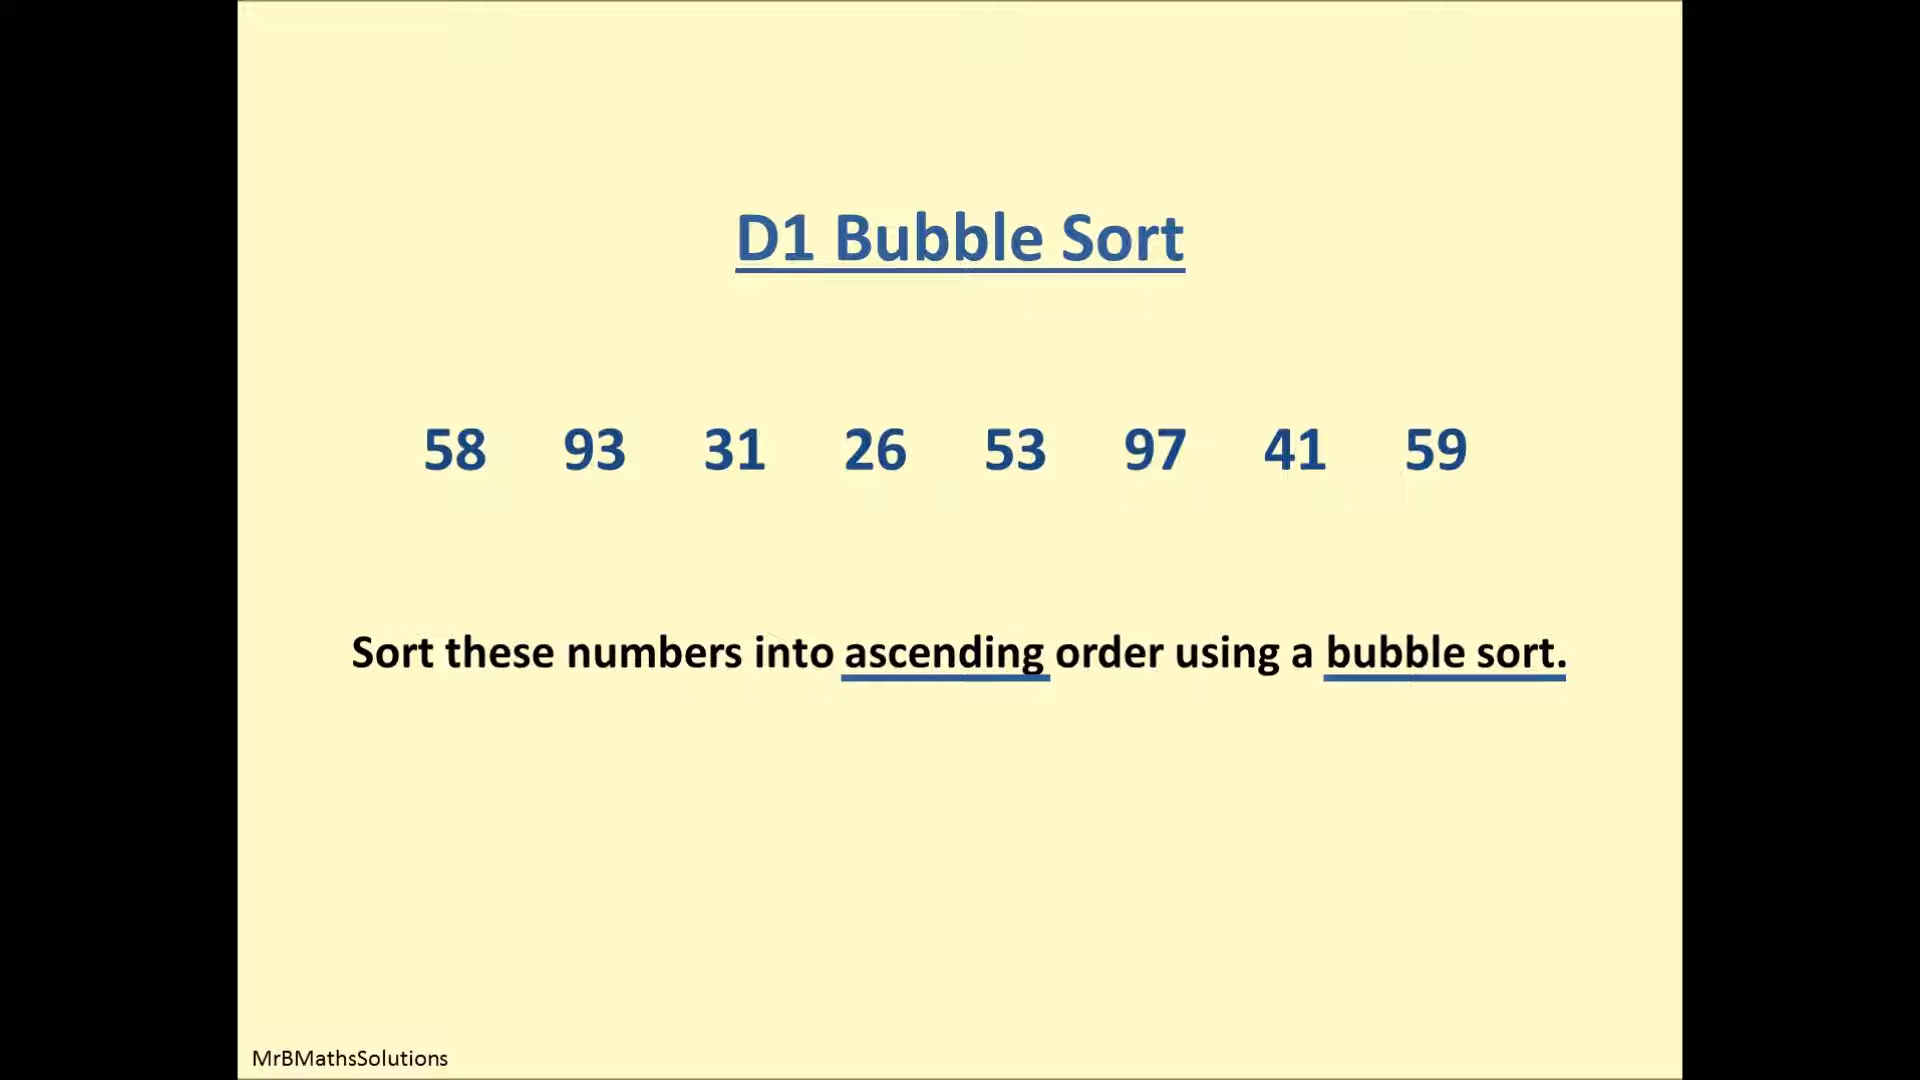 D1 Bubble Sort
58 93 31 26 53 97 41 59
Sort these numbers into ascending order using a bubble sort.
MrBMathsSolutions